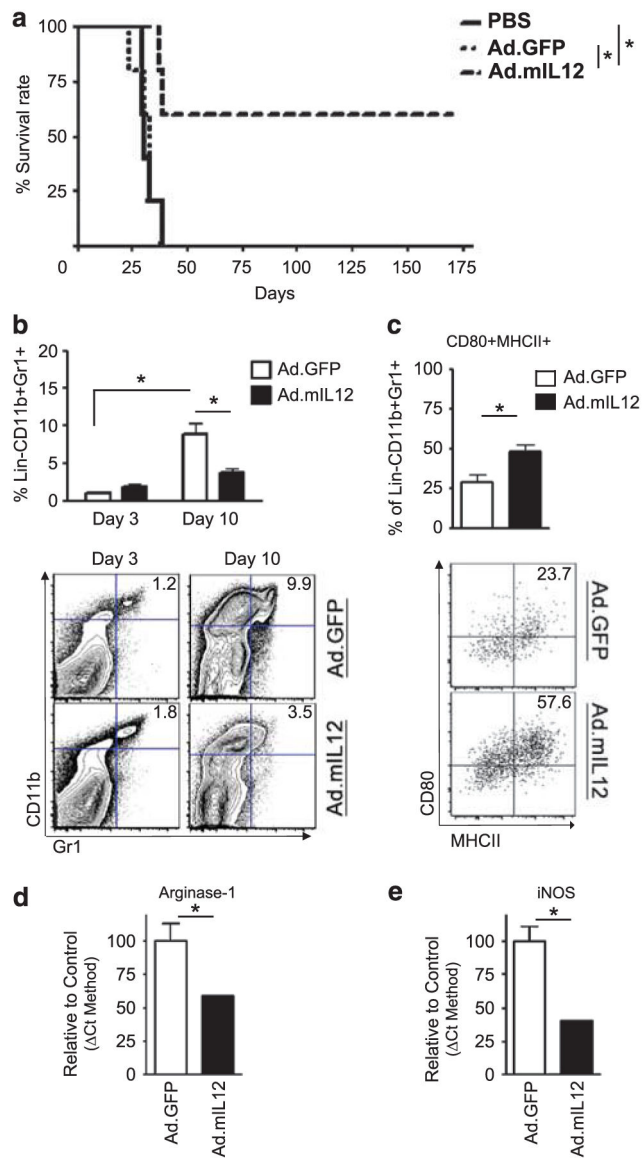 a
PBS
Ad.GFP
Ad.mIL12
*
*
% Survival rate
100
75
50
25
0
25
50
75
100
125
150
175
Days
b
% Lin-CD11b+Gr1+
20
15
10
5
0
*
*
Ad.GFP
Ad.mIL12
Day 3
Day 10
c
CD80+MHCII+
% of Lin-CD11b+Gr1+
100
75
50
25
0
*
Ad.GFP
Ad.mIL12
Day 3
Day 10
1.2
9.9
Ad.GFP
1.8
3.5
Ad.mIL12
CD11b
Gr1
23.7
Ad.GFP
57.6
Ad.mIL12
CD80
MHCII
d
Arginase-1
*
Relative to Control
(ΔCt Method)
100
75
50
25
0
Ad.GFP
Ad.mIL12
e
iNOS
*
Relative to Control
(ΔCt Method)
100
75
50
25
0
Ad.GFP
Ad.mIL12